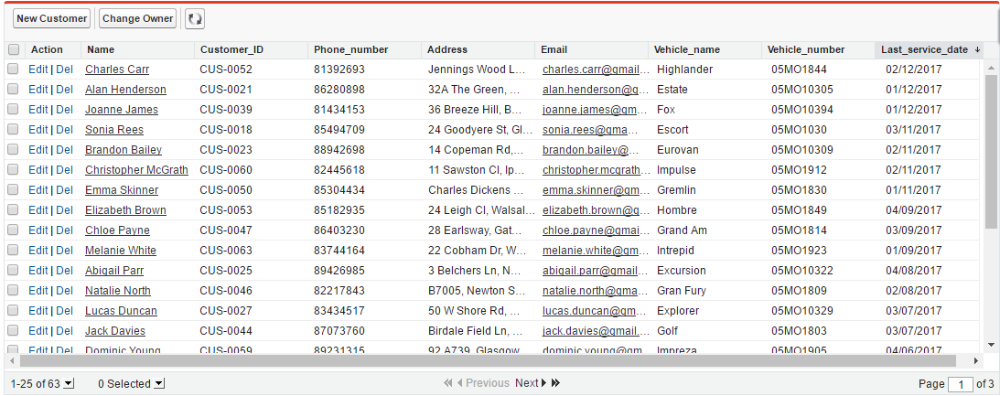 New Customer Change Owner
Action Name Customer_ID Phone_number Address Email Vehicle_name Vehicle_number Last_service_date
Edit | Del Charles Carr CUS-0052 81392693 Jennings Wood L... charles.carr@gmail... Highlander 05MO1844 02/12/2017
Edit | Del Alan Henderson CUS-0021 86280898 32A The Green, ... alan.henderson@g... Estate 05MO10305 01/12/2017
Edit | Del Joanne James CUS-0039 81434153 36 Breeze Hill, B... joanne.james@gm... Fox 05MO10394 01/12/2017
Edit | Del Sonia Rees CUS-0018 85494709 24 Goodyere St, Gl... sonia.rees@gma... Escort 05MO1030 03/11/2017
Edit | Del Brandon Bailey CUS-0023 88942698 14 Copeman Rd,... brandon.bailey@... Eurovan 05MO10309 02/11/2017
Edit | Del Christopher McGrath CUS-0060 82445618 11 Sawston Cl, Ip... christopher.mcgrath... Impulse 05MO1912 02/11/2017
Edit | Del Emma Skinner CUS-0050 85304434 Charles Dickens ... emma.skinner@gm... Gremlin 05MO1830 01/11/2017
Edit | Del Elizabeth Brown CUS-0053 85182935 24 Leigh Cl, Walsal... elizabeth.brown@g... Hombre 05MO1849 04/09/2017
Edit | Del Chloe Payne CUS-0047 86403230 28 Earlsway, Gat... chloe.payne@gmai... Grand Am 05MO1814 03/09/2017
Edit | Del Melanie White CUS-0063 83744164 22 Cobham Dr, W... melanie.white@gm... Intrepid 05MO1923 01/09/2017
Edit | Del Abigail Parr CUS-0025 89426985 3 Belchers Ln, N... abigail.parr@gmail... Excursion 05MO10322 04/08/2017
Edit | Del Natalie North CUS-0046 82217843 B7005, Newton S... natalie.north@gma... Gran Fury 05MO1809 02/08/2017
Edit | Del Lucas Duncan CUS-0027 83434517 50 W Shore Rd, ... lucas.duncan@gm... Explorer 05MO10329 03/07/2017
Edit | Del Jack Davies CUS-0044 87073760 Birdale Field Ln, ... jack.davies@gmail... Golf 05MO1803 03/07/2017
Edit | Del Dominic Young CUS-0059 89231315 92 A739, Glasgow... dominic.young@gm... Impreza 05MO1905 04/06/2017
1-25 of 63 0 Selected Previous Next Page 1 of 3